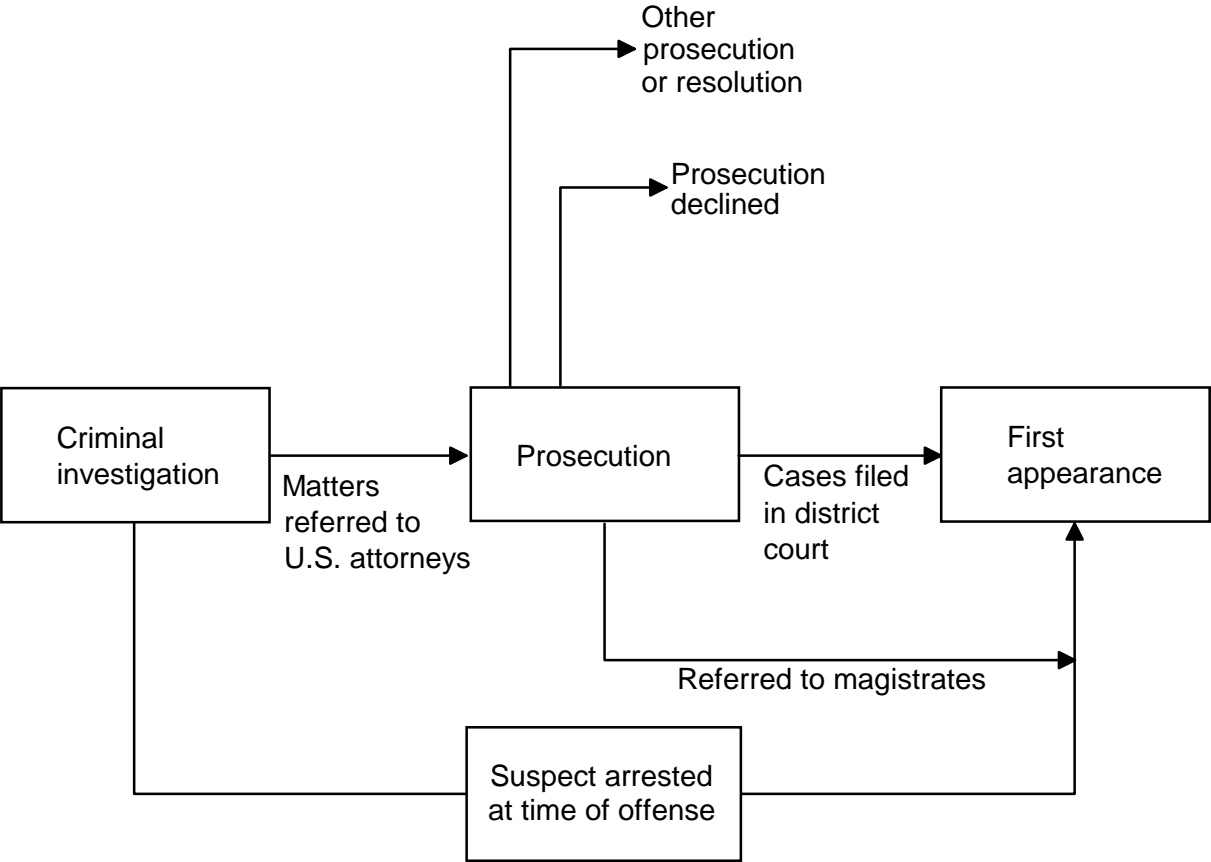 Other
prosecution
or resolution
Prosecution
declined
Criminal
investigation
Matters
referred to
U.S. attorneys
Prosecution
Cases filed
in district
court
First
appearance
Referred to magistrates
Suspect arrested
at time of offense